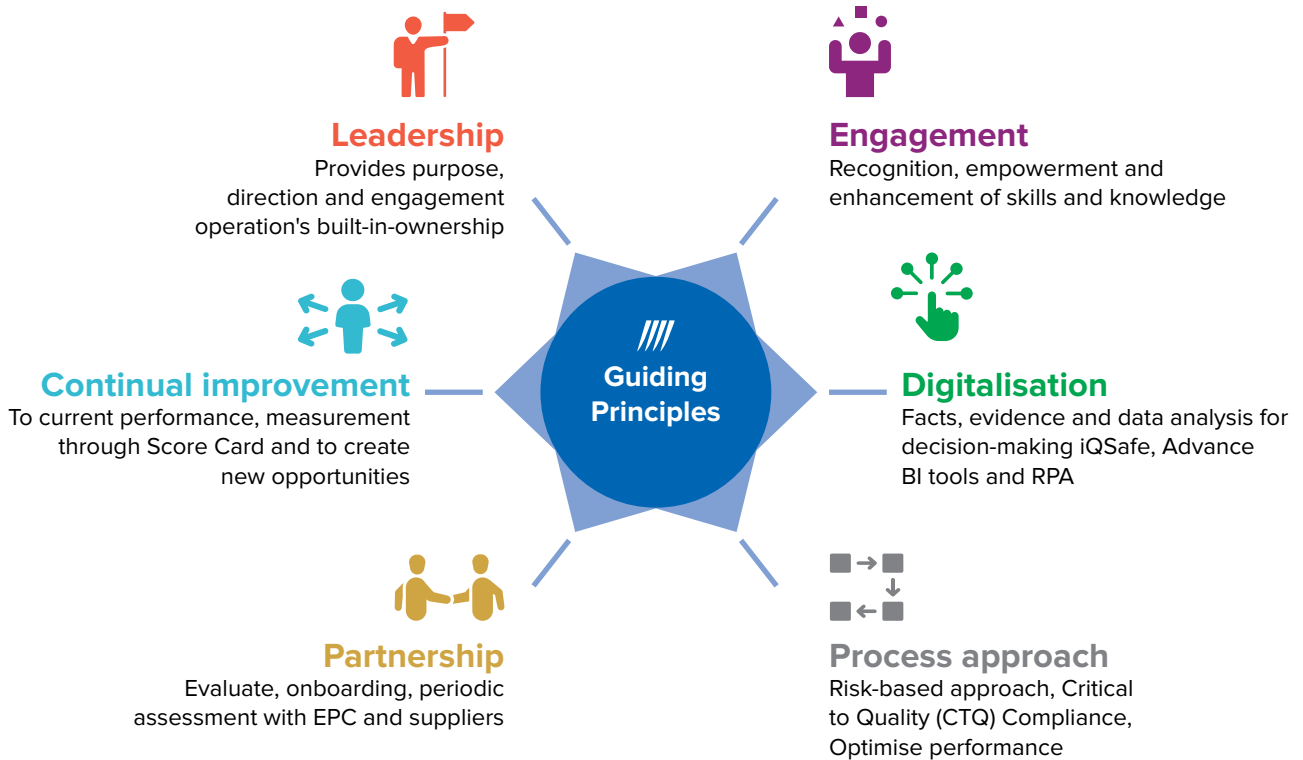 Leadership
Provides purpose,
direction and engagement
operation's built-in-ownership
Engagement
Recognition, empowerment and
enhancement of skills and knowledge
Guiding
Principles
Continual improvement
To current performance, measurement
through Score Card and to create
new opportunities
Digitalisation
Facts, evidence and data analysis for
decision-making iQSafe, Advance
BI tools and RPA
Partnership
Evaluate, onboarding, periodic
assessment with EPC and suppliers
Process approach
Risk-based approach, Critical
to Quality (CTQ) Compliance,
Optimise performance